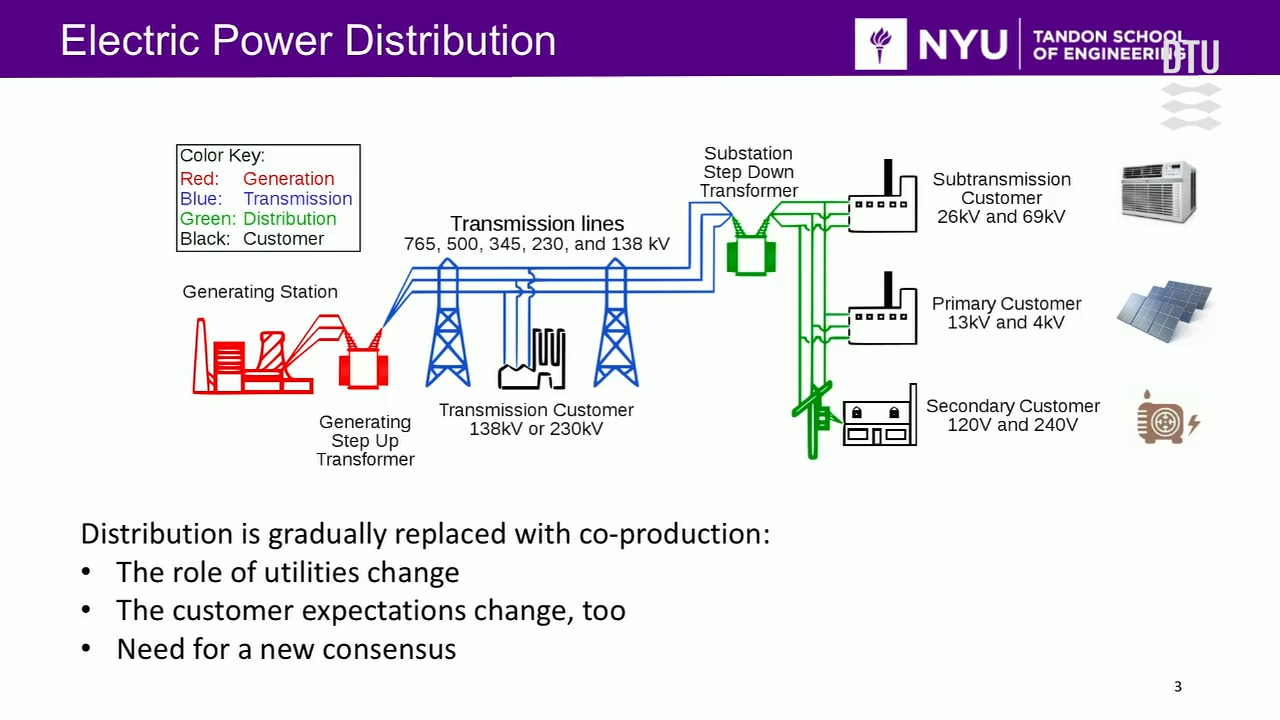 Electric Power Distribution
NYU
TANDON SCHOOL
OF ENGINEERING
DTU
Color Key:
Red: Generation
Blue: Transmission
Green: Distribution
Black: Customer
Generating Station
Generating
Step Up
Transformer
Transmission lines
765, 500, 345, 230, and 138 kV
Transmission Customer
138kV or 230kV
Substation
Step Down
Transformer
Subtransmission
Customer
26kV and 69kV
Primary Customer
13kV and 4kV
Secondary Customer
120V and 240V
Distribution is gradually replaced with co-production:
• The role of utilities change
• The customer expectations change, too
• Need for a new consensus
3